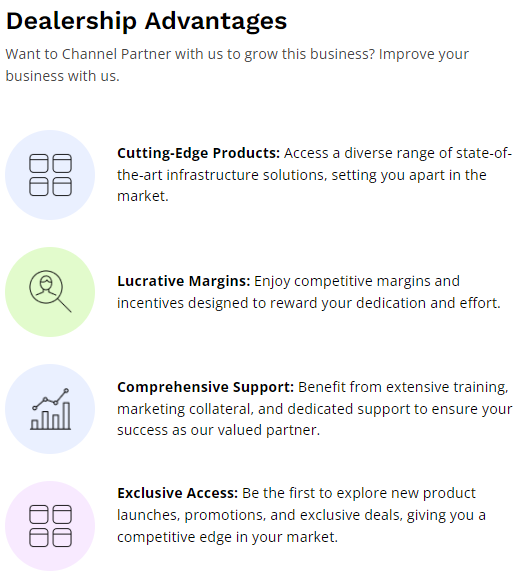 Dealership Advantages
Want to Channel Partner with us to grow this business? Improve your
business with us.
Cutting-Edge Products: Access a diverse range of state-of-
the-art infrastructure solutions, setting you apart in the
market.
Lucrative Margins: Enjoy competitive margins and
incentives designed to reward your dedication and effort.
Comprehensive Support: Benefit from extensive training,
marketing collateral, and dedicated support to ensure your
success as our valued partner.
Exclusive Access: Be the first to explore new product
launches, promotions, and exclusive deals, giving you a
competitive edge in your market.